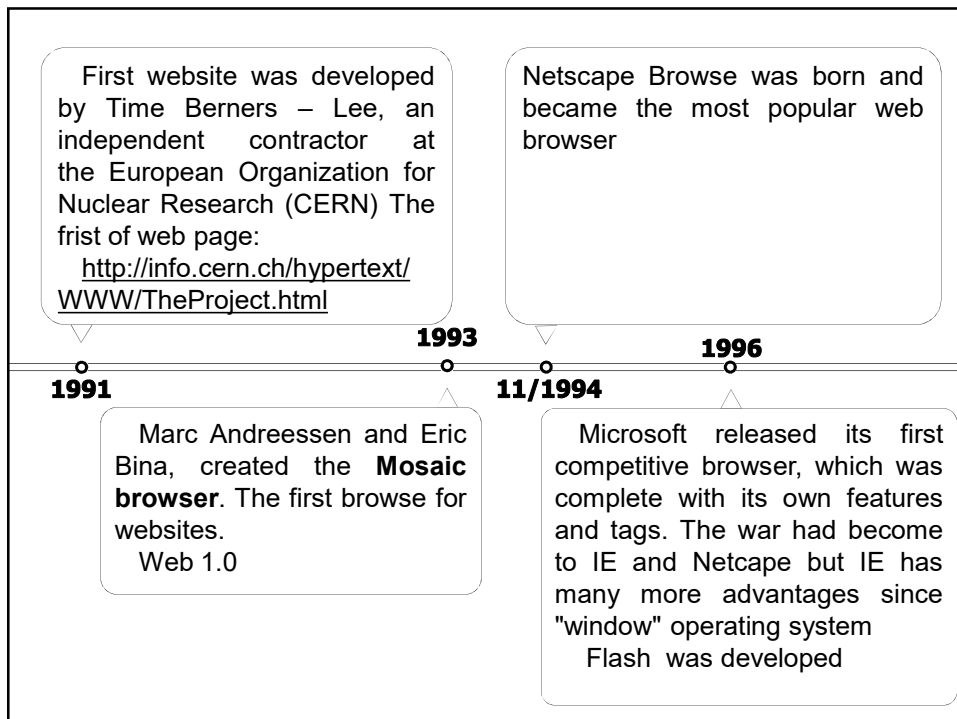 First website was developed
by Time Berners – Lee, an
independent contractor at
the European Organization for
Nuclear Research (CERN) The
frist of web page:
http://info.cern.ch/hypertext/
WWW/TheProject.html
1991
1993
Marc Andreessen and Eric
Bina, created the Mosaic
browser. The first browse for
websites.
Web 1.0
Netscape Browse was born and
became the most popular web
browser
11/1994
1996
Microsoft released its first
competitive browser, which was
complete with its own features
and tags. The war had become
to IE and Netcape but IE has
many more advantages since
"window" operating system
Flash was developed